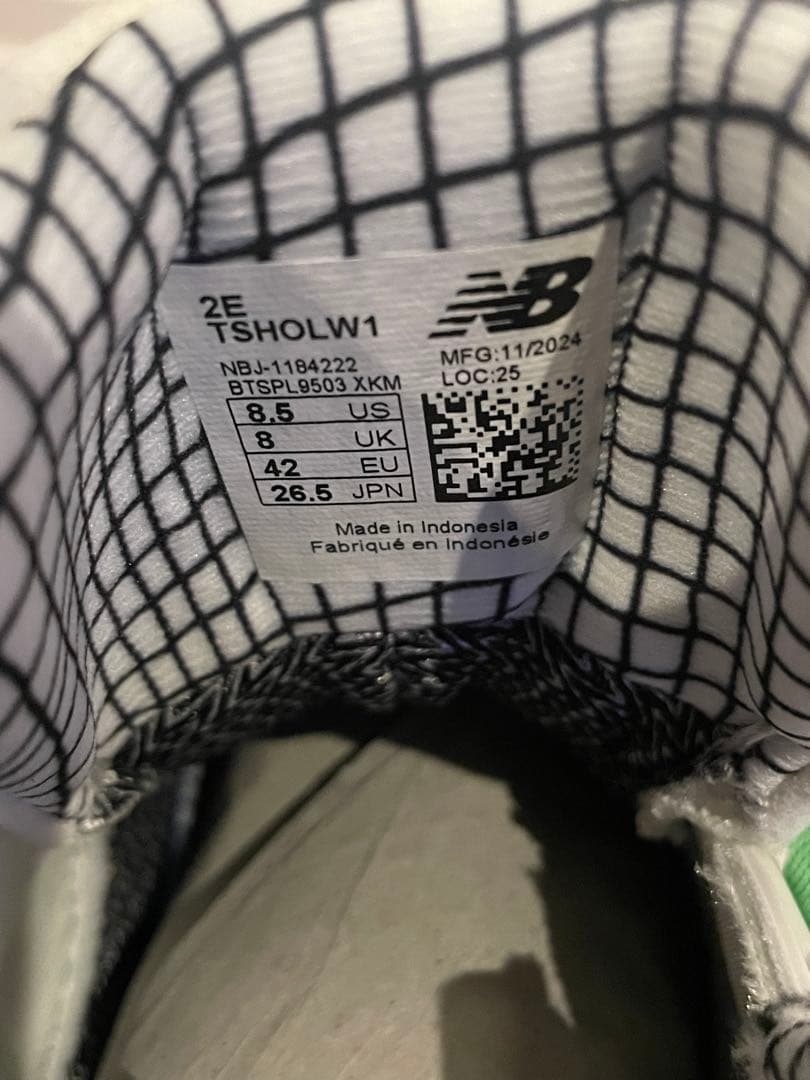 2E
TSHOLW1
NB
NBJ-1184222
BTSPL9503 XKM
MFG:11/2024
LOC:25
8.5 US
8 UK
42 EU
26.5 JPN
Made in Indonesia
Fabriqué en Indonésie